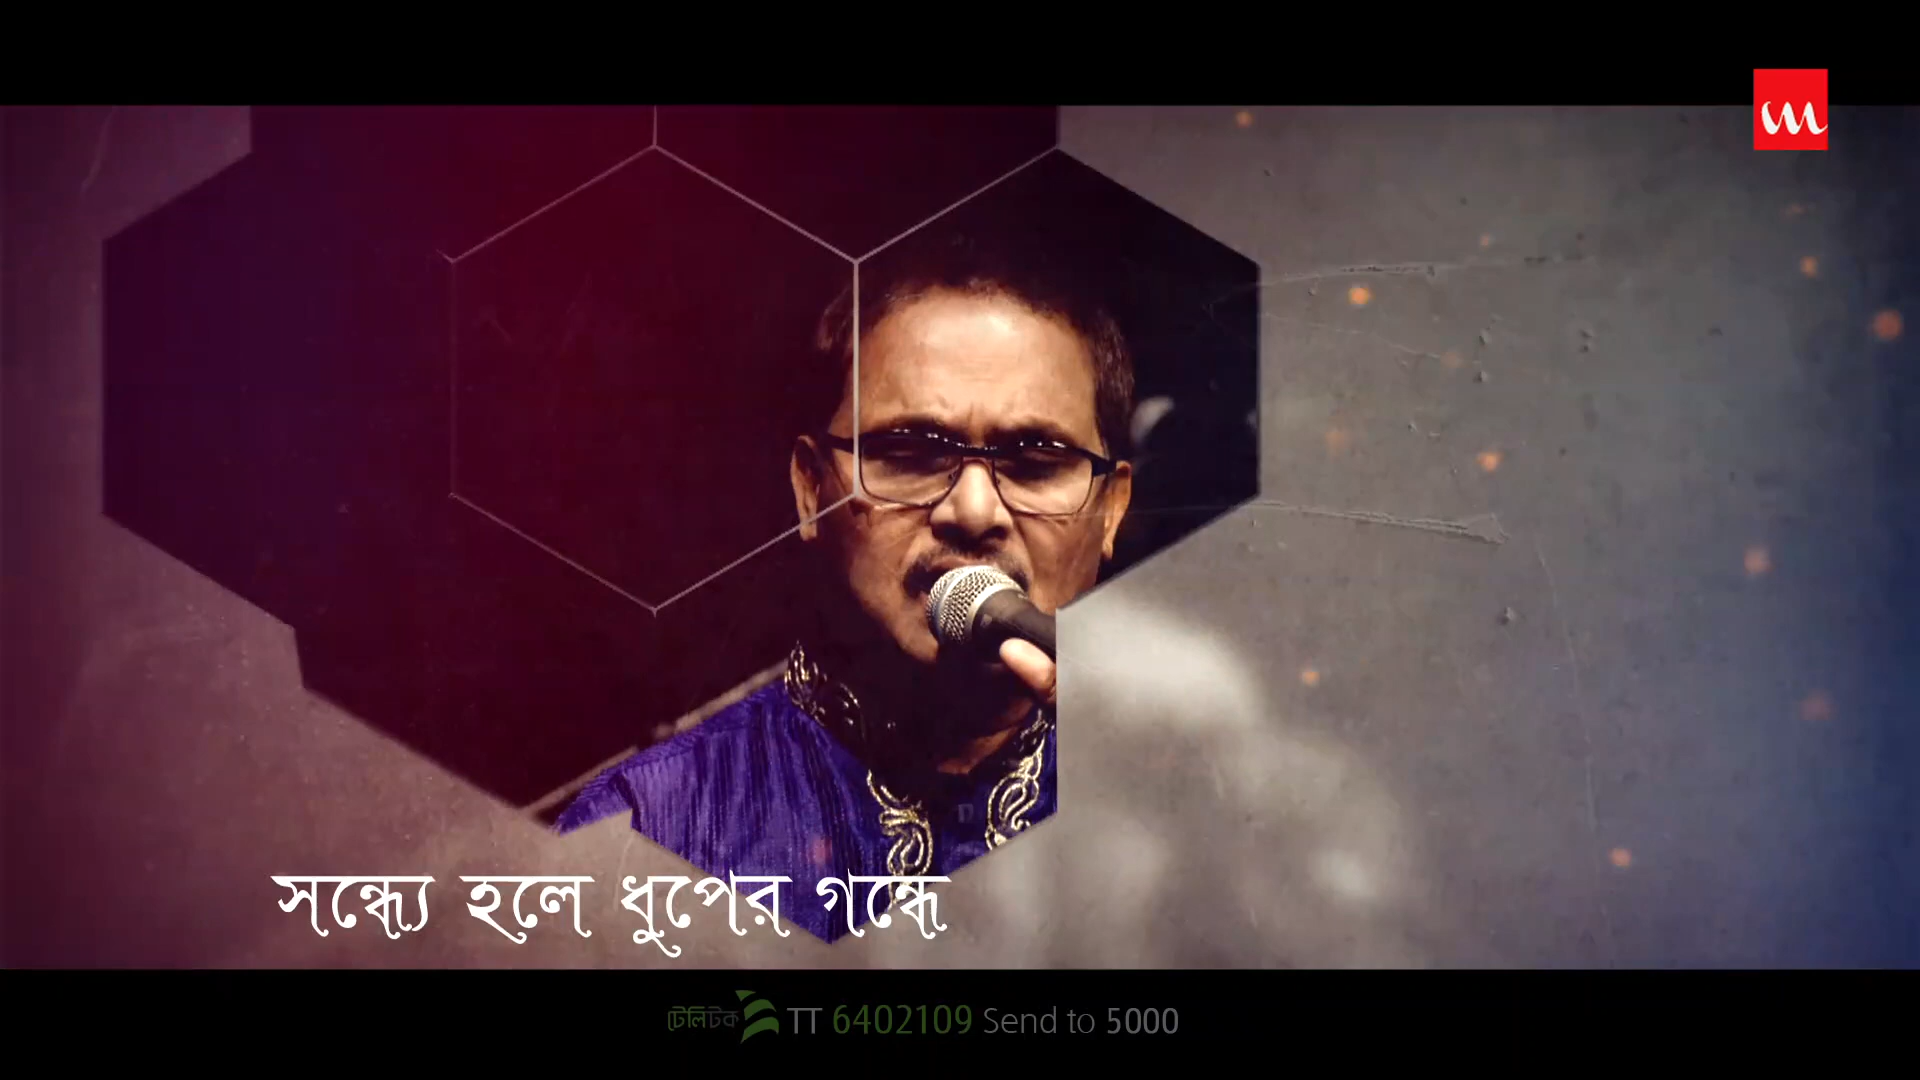 সন্ধ্যে হলে ধুপের গন্ধে
টেলিটক TT 6402109 Send to 5000